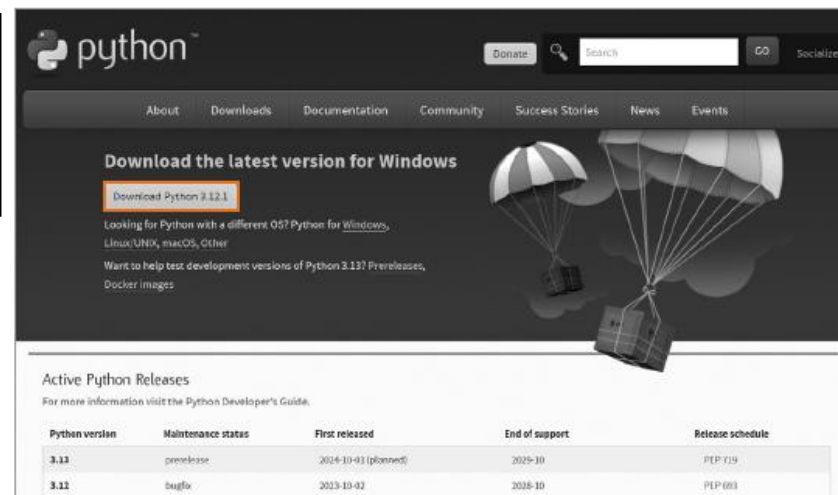 python™
Donate
Search
GO
Socialize
About Downloads Documentation Community Success Stories News Events
Download the latest version for Windows
Download Python 3.12.1
Looking for Python with a different OS? Python for Windows,
Linux/UNIX, macOS, Other
Want to help test development versions of Python 3.13? Prereleases,
Docker images
Active Python Releases
For more information visit the Python Developer's Guide.
Python version Maintenance status First released End of support Release schedule
3.13 prerelease 2024-10-01 (planned) 2029-10 PEP 719
3.12 bugfix 2023-10-02 2028-10 PEP 693